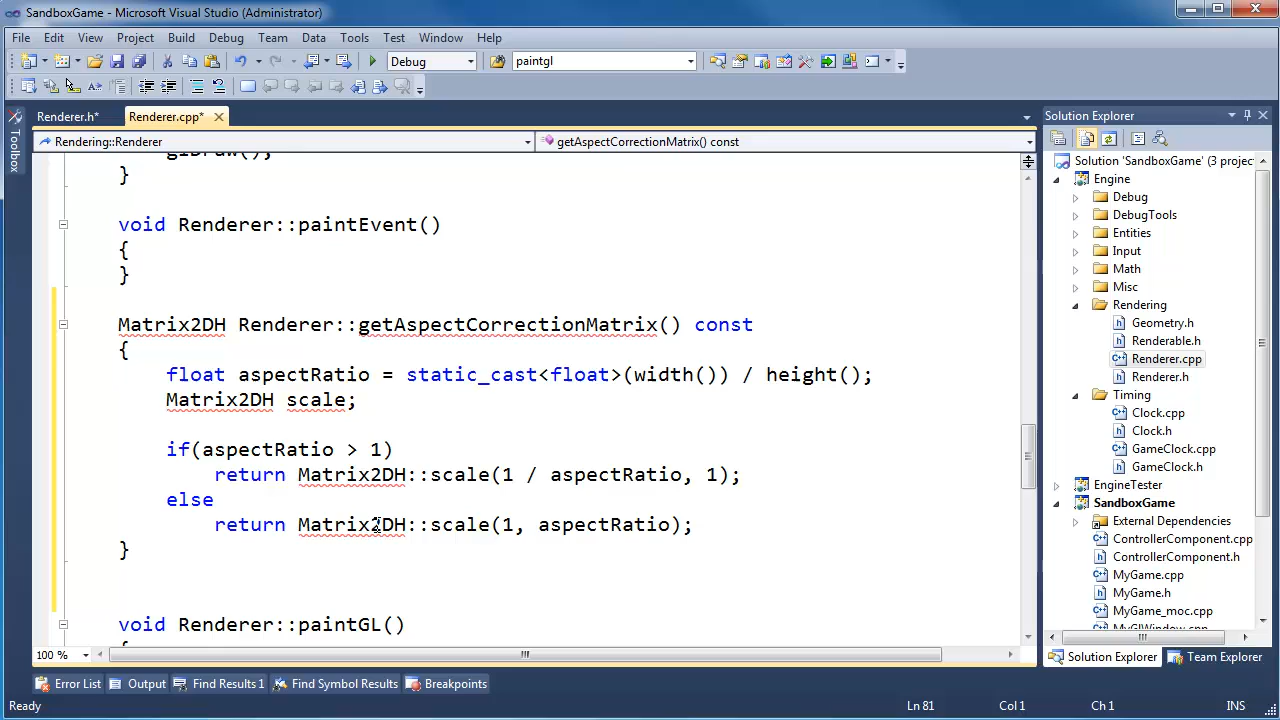 SandboxGame - Microsoft Visual Studio (Administrator)
File Edit View Project Build Debug Team Data Tools Test Window Help
Debug paintgl
Renderer.h* Renderer.cpp*
Rendering::Renderer getAspectCorrectionMatrix() const
glDraw();
}
void Renderer::paintEvent()
{
}
Matrix2DH Renderer::getAspectCorrectionMatrix() const
{
float aspectRatio = static_cast<float>(width()) / height();
Matrix2DH scale;
if(aspectRatio > 1)
return Matrix2DH::scale(1 / aspectRatio, 1);
else
return Matrix2DH::scale(1, aspectRatio);
}
void Renderer::paintGL()
100 %
Toolbox
Solution Explorer
Solution 'SandboxGame' (3 projec
Engine
Debug
DebugTools
Entities
Input
Math
Misc
Rendering
Geometry.h
Renderable.h
Renderer.cpp
Renderer.h
Timing
Clock.cpp
Clock.h
GameClock.cpp
GameClock.h
EngineTester
SandboxGame
External Dependencies
ControllerComponent.cpp
ControllerComponent.h
MyGame.cpp
MyGame.h
MyGame_moc.cpp
MyGLWindow.cpp
Solution Explorer Team Explorer
Error List Output Find Results 1 Find Symbol Results Breakpoints
Ready Ln 81 Col 1 Ch 1 INS